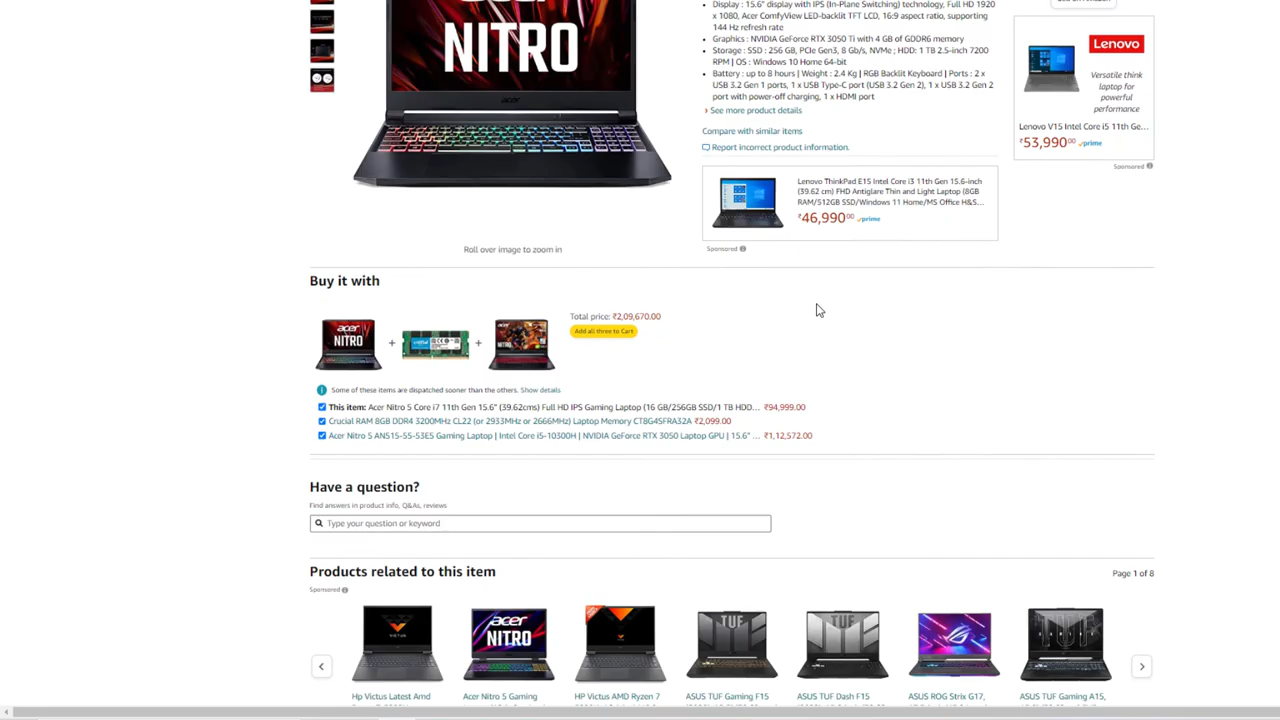 NITRO
acer
Display : 15.6" display with IPS (In-Plane Switching) technology, Full HD 1920
x 1080, Acer ComfyView LED-backlit TFT LCD, 16:9 aspect ratio, supporting
144 Hz refresh rate
Graphics : NVIDIA GeForce RTX 3050 Ti with 4 GB of GDDR6 memory
Storage : SSD : 256 GB, PCIe Gen3, 8 Gb/s, NVMe ; HDD: 1 TB 2.5-inch 7200
RPM | OS : Windows 10 Home 64-bit
Battery : up to 8 hours | Weight : 2.4 Kg | RGB Backlit Keyboard | Ports : 2 x
USB 3.2 Gen 1 ports, 1 x USB Type-C port (USB 3.2 Gen 2), 1 x USB 3.2 Gen 2
port with power-off charging, 1 x HDMI port
› See more product details
Compare with similar items
Report incorrect product information.
Lenovo ThinkPad E15 Intel Core i3 11th Gen 15.6-inch
(39.62 cm) FHD Antiglare Thin and Light Laptop (8GB
RAM/512GB SSD/Windows 11 Home/MS Office H&S...
₹46,990.00 prime
Sponsored
Lenovo
Versatile think
laptop for
powerful
performance
Lenovo V15 Intel Core i5 11th Ge...
₹53,990.00 prime
Sponsored
Roll over image to zoom in
Buy it with
acer
NITRO
+
crucial
+
NITRO
Total price: ₹2,09,670.00
Add all three to Cart
Some of these items are dispatched sooner than the others. Show details
This item: Acer Nitro 5 Core i7 11th Gen 15.6" (39.62cms) Full HD IPS Gaming Laptop (16 GB/256GB SSD/1 TB HDD... ₹94,999.00
Crucial RAM 8GB DDR4 3200MHz CL22 (or 2933MHz or 2666MHz) Laptop Memory CT8G4SFRA32A ₹2,099.00
Acer Nitro 5 AN515-55-53E5 Gaming Laptop | Intel Core i5-10300H | NVIDIA GeForce RTX 3050 Laptop GPU | 15.6" ... ₹1,12,572.00
Have a question?
Find answers in product info, Q&As, reviews
Type your question or keyword
Products related to this item
Page 1 of 8
Sponsored
VICTUS
acer
NITRO
TUF
TUF
Hp Victus Latest Amd
Acer Nitro 5 Gaming
HP Victus AMD Ryzen 7
ASUS TUF Gaming F15
ASUS TUF Dash F15
ASUS ROG Strix G17,
ASUS TUF Gaming A15,